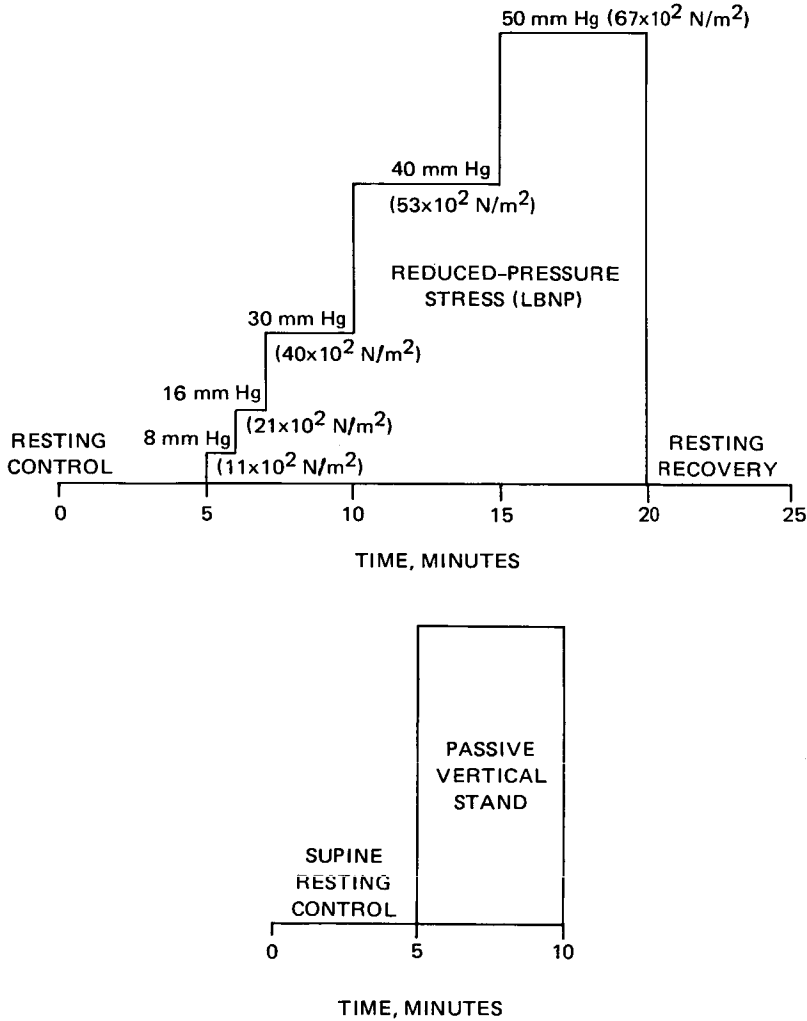 50 mm Hg (67x10² N/m²)
40 mm Hg
(53x10² N/m²)
REDUCED-PRESSURE
STRESS (LBNP)
30 mm Hg
(40x10² N/m²)
16 mm Hg
(21x10² N/m²)
RESTING
CONTROL
8 mm Hg
(11x10² N/m²)
RESTING
RECOVERY
0 5 10 15 20 25
TIME, MINUTES
PASSIVE
VERTICAL
STAND
SUPINE
RESTING
CONTROL
0 5 10
TIME, MINUTES